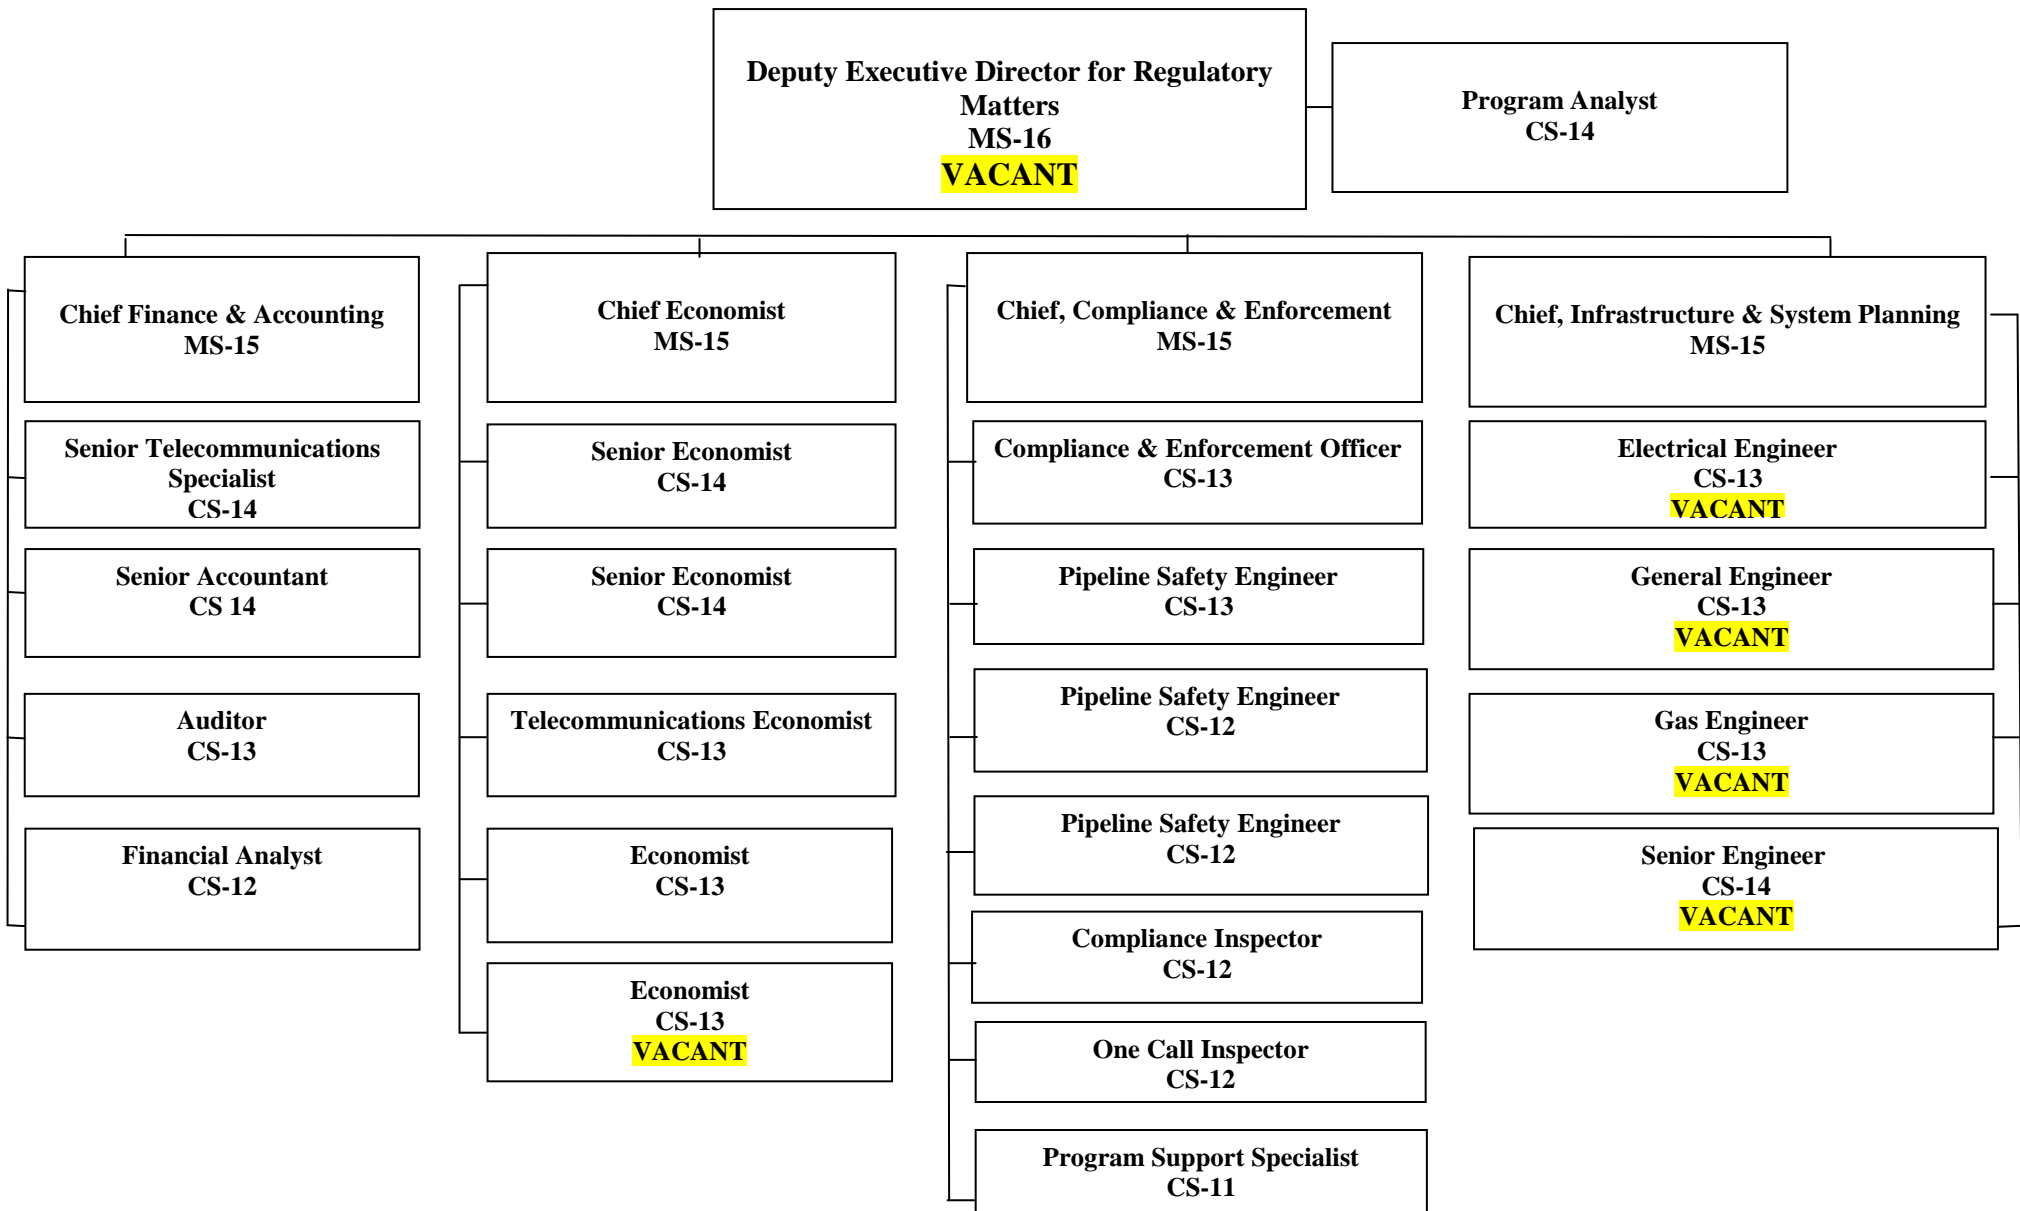 Deputy Executive Director for Regulatory
Matters
MS-16
VACANT
Program Analyst
CS-14
Chief Finance & Accounting
MS-15
Senior Telecommunications
Specialist
CS-14
Senior Accountant
CS 14
Auditor
CS-13
Financial Analyst
CS-12
Chief Economist
MS-15
Senior Economist
CS-14
Senior Economist
CS-14
Telecommunications Economist
CS-13
Economist
CS-13
Economist
CS-13
VACANT
Chief, Compliance & Enforcement
MS-15
Compliance & Enforcement Officer
CS-13
Pipeline Safety Engineer
CS-13
Pipeline Safety Engineer
CS-12
Pipeline Safety Engineer
CS-12
Compliance Inspector
CS-12
One Call Inspector
CS-12
Program Support Specialist
CS-11
Chief, Infrastructure & System Planning
MS-15
Electrical Engineer
CS-13
VACANT
General Engineer
CS-13
VACANT
Gas Engineer
CS-13
VACANT
Senior Engineer
CS-14
VACANT